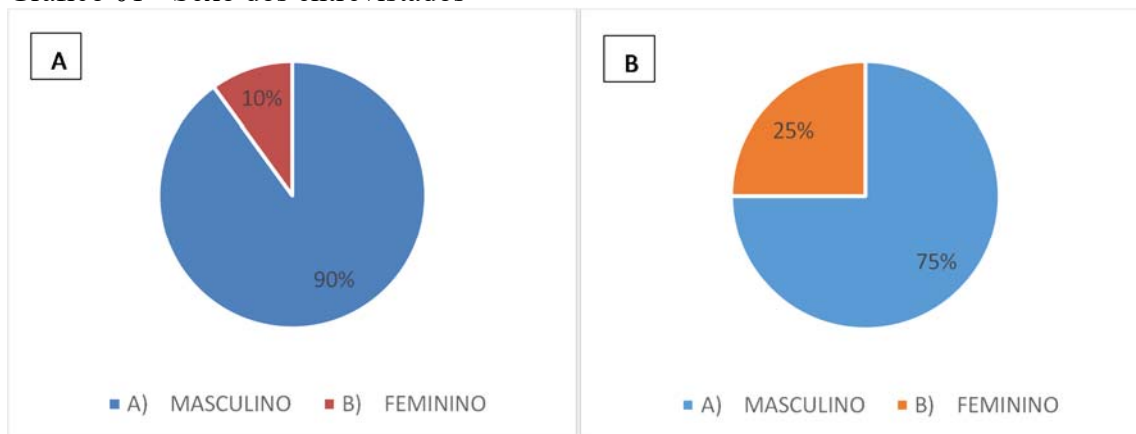 A
10%
90%
A) MASCULINO B) FEMININO
B
25%
75%
A) MASCULINO B) FEMININO